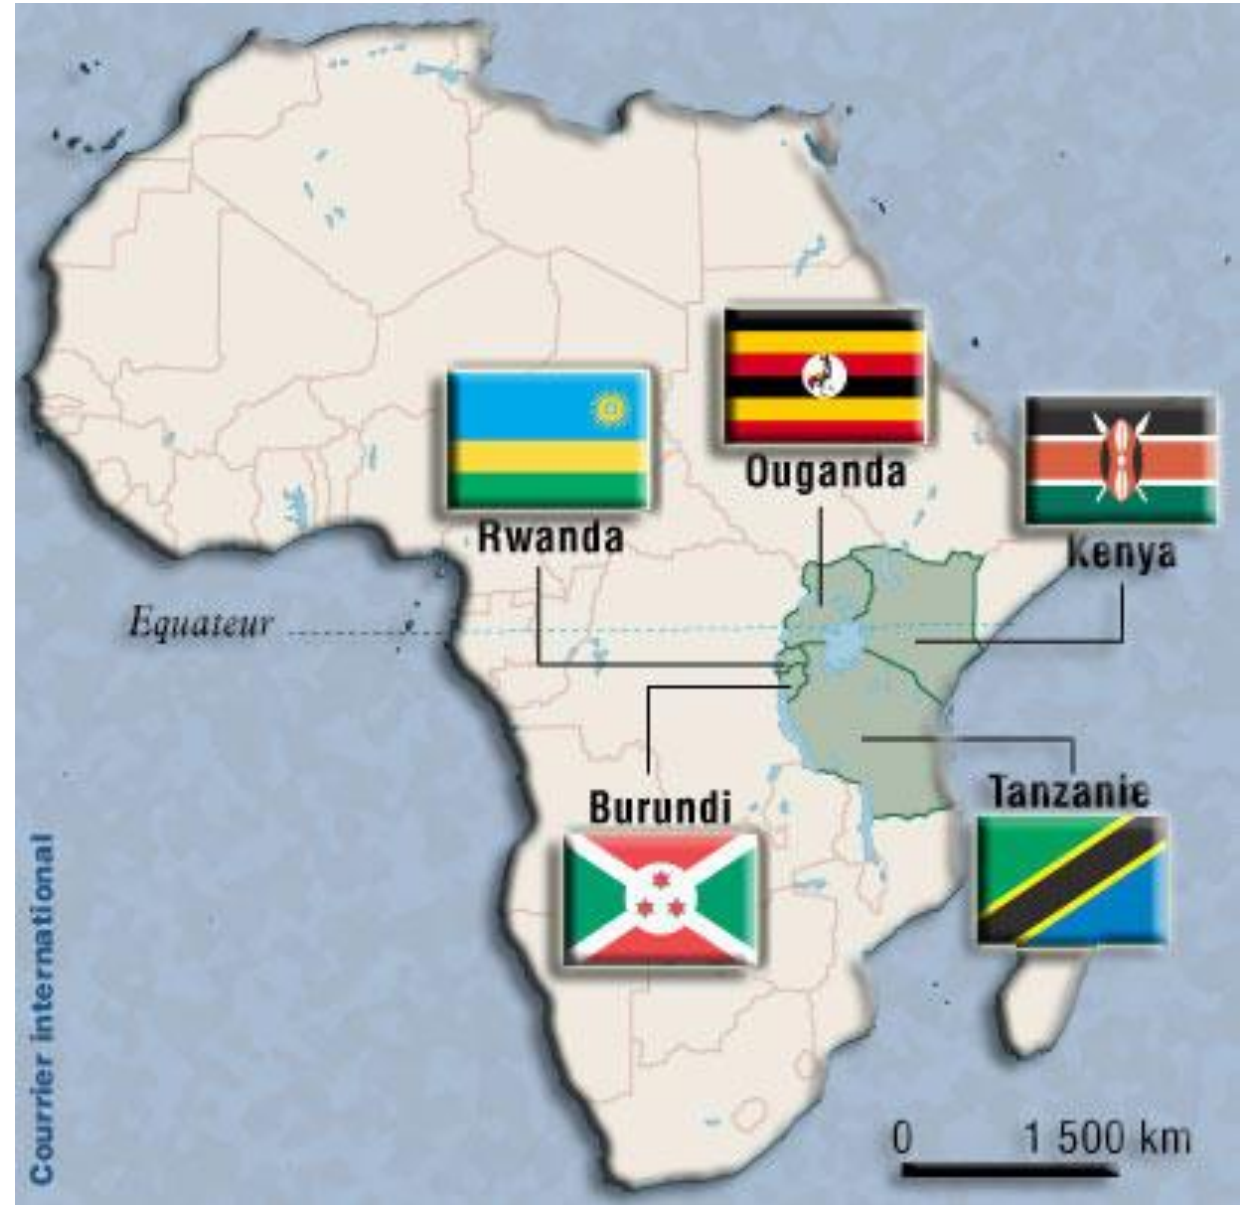 Ouganda
Rwanda
Kenya
Equateur
Burundi
Tanzanie
0 1 500 km
Courrier international